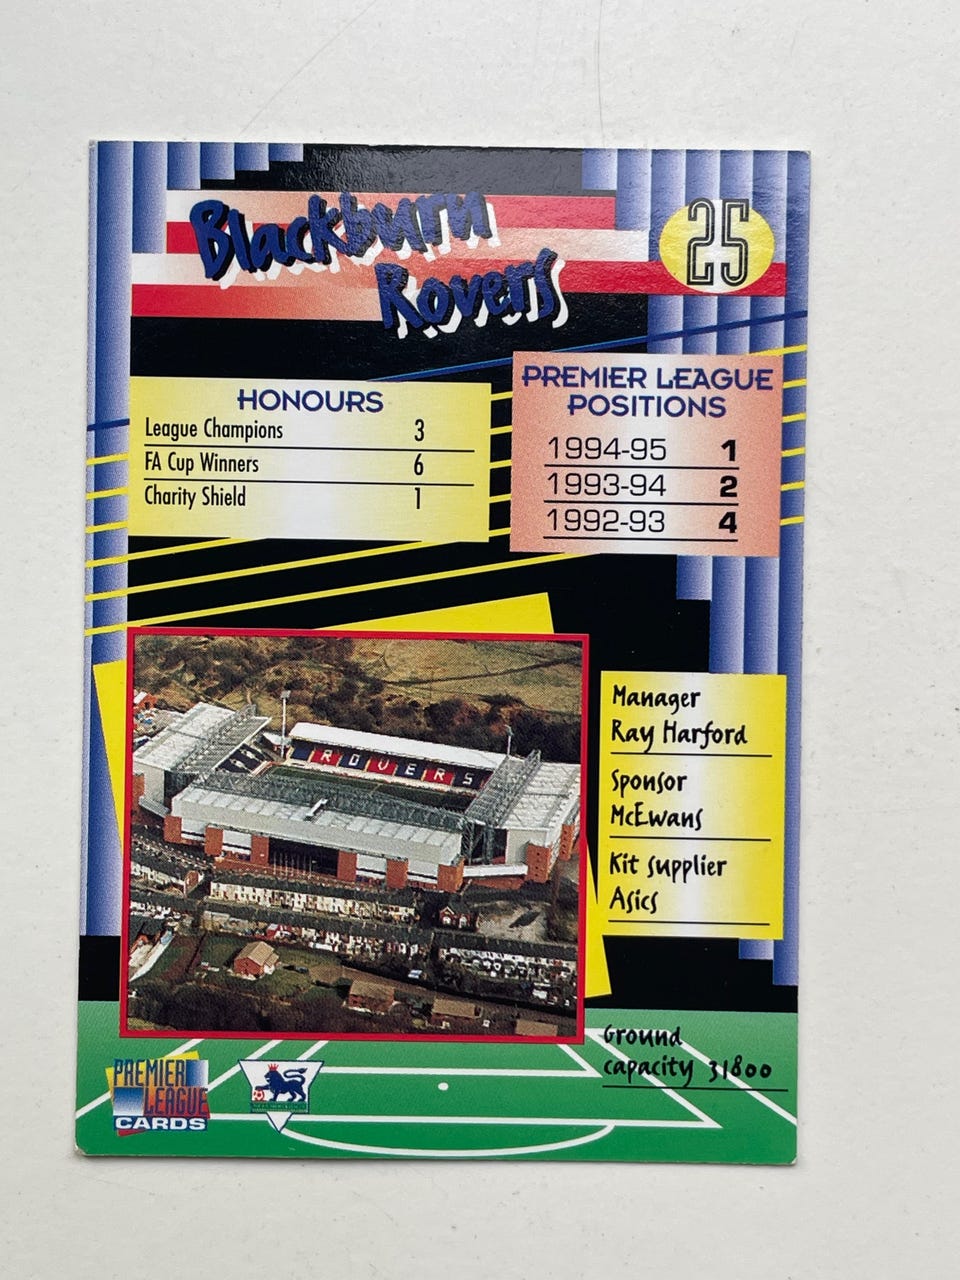 Blackburn
Rovers
25
HONOURS
League Champions 3
FA Cup Winners 6
Charity Shield 1
PREMIER LEAGUE
POSITIONS
1994-95 1
1993-94 2
1992-93 4
ROVERS
Manager
Ray Harford
Sponsor
McEwans
Kit supplier
Asics
Ground
capacity 31800
PREMIER
LEAGUE
CARDS